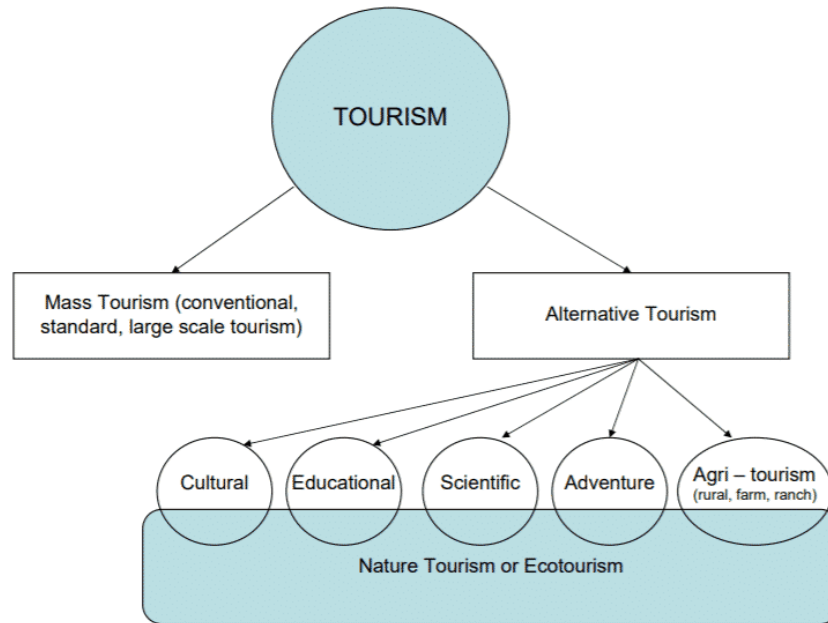 TOURISM
Mass Tourism (conventional,
standard, large scale tourism)
Alternative Tourism
Cultural
Educational
Scientific
Adventure
Agri – tourism
(rural, farm, ranch)
Nature Tourism or Ecotourism